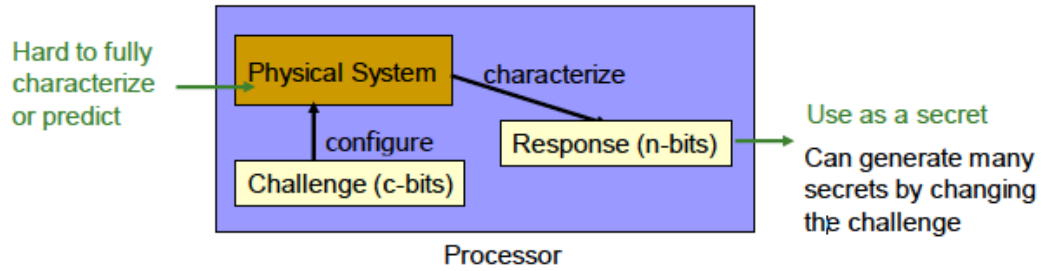 Hard to fully
characterize
or predict
Physical System
characterize
configure
Challenge (c-bits)
Response (n-bits)
Use as a secret
Can generate many
secrets by changing
the challenge
Processor